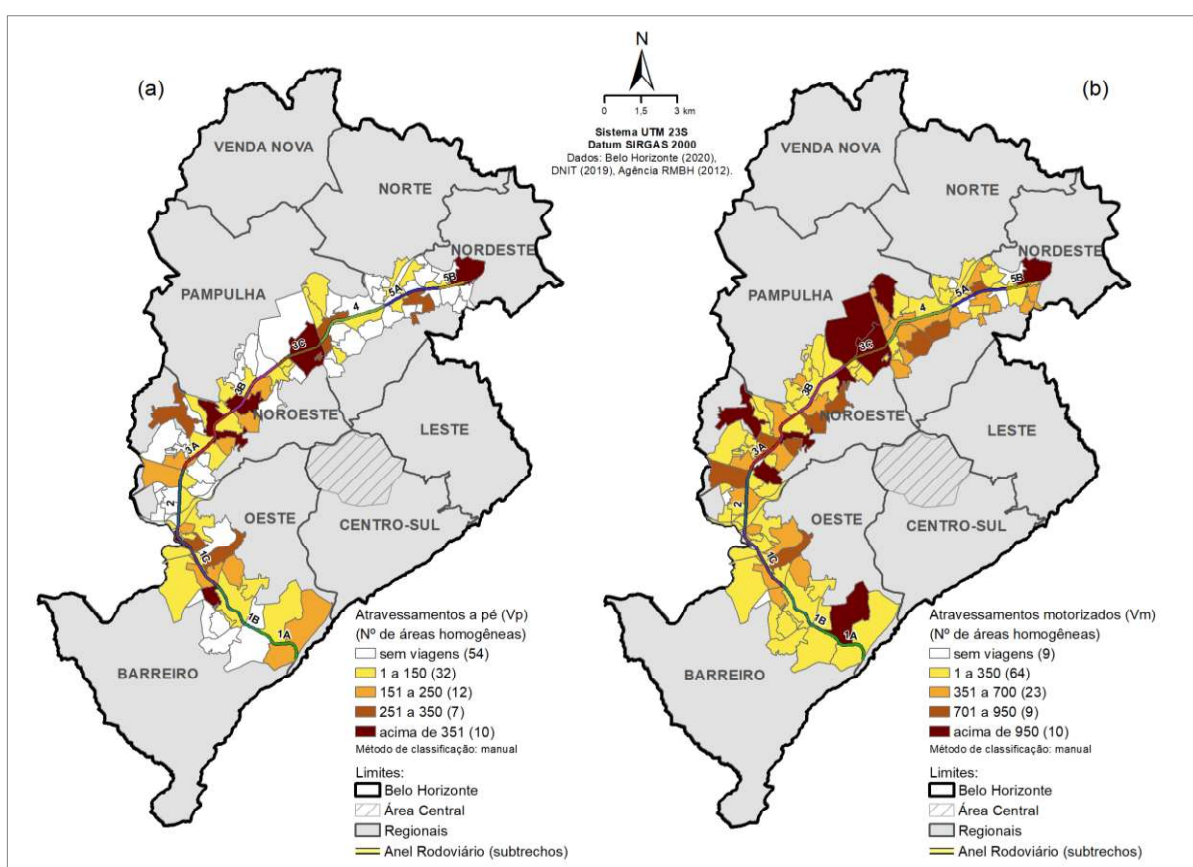 N
(a)
(b)
0 1,5 3 km
Sistema UTM 23S
Datum SIRGAS 2000
Dados: Belo Horizonte (2020),
DNIT (2019), Agência RMBH (2012).
VENDA NOVA
NORTE
NORDESTE
PAMPULHA
NOROESTE
LESTE
OESTE
CENTRO-SUL
BARREIRO
5B
5A
4
3C
3B
3A
2
1C
1B
1A
Atravessamentos a pé (Vp)
(Nº de áreas homogêneas)
sem viagens (54)
1 a 150 (32)
151 a 250 (12)
251 a 350 (7)
acima de 351 (10)
Método de classificação: manual
Limites:
Belo Horizonte
Área Central
Regionais
Anel Rodoviário (subtrechos)
VENDA NOVA
NORTE
NORDESTE
PAMPULHA
NOROESTE
LESTE
OESTE
CENTRO-SUL
BARREIRO
5B
5A
4
3C
3B
3A
2
1C
1B
1A
Atravessamentos motorizados (Vm)
(Nº de áreas homogêneas)
sem viagens (9)
1 a 350 (64)
351 a 700 (23)
701 a 950 (9)
acima de 950 (10)
Método de classificação: manual
Limites:
Belo Horizonte
Área Central
Regionais
Anel Rodoviário (subtrechos)